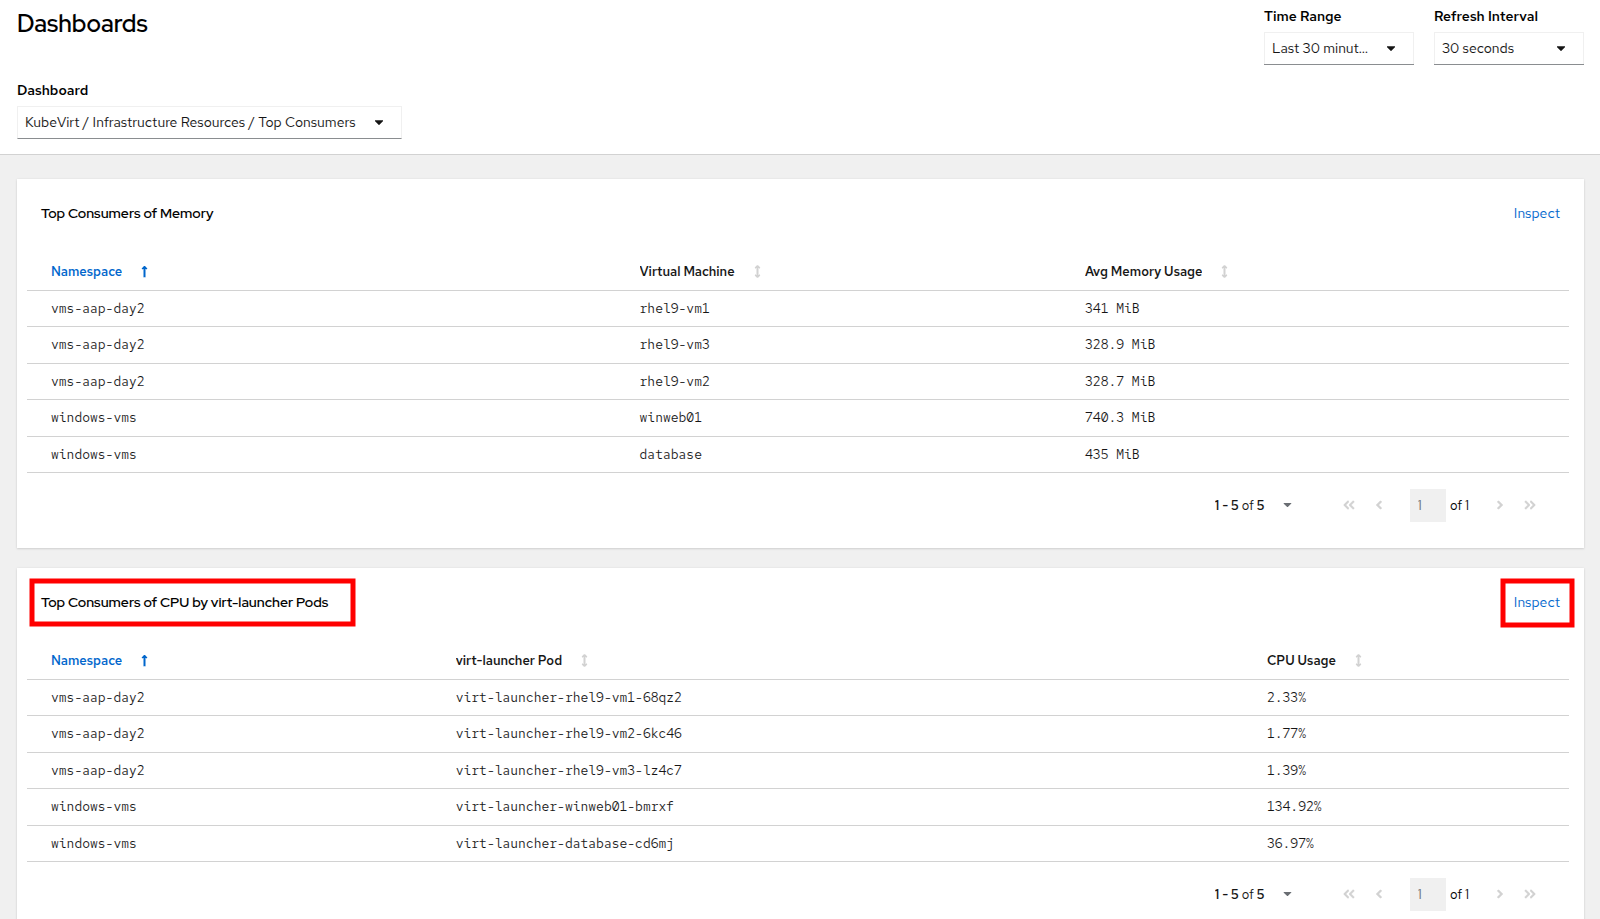 Dashboards
Time Range
Refresh Interval
Last 30 minut...
30 seconds
Dashboard
KubeVirt / Infrastructure Resources / Top Consumers
Top Consumers of Memory
Inspect
Namespace Virtual Machine Avg Memory Usage
vms-aap-day2 rhel9-vm1 341 MiB
vms-aap-day2 rhel9-vm3 328.9 MiB
vms-aap-day2 rhel9-vm2 328.7 MiB
windows-vms winweb01 740.3 MiB
windows-vms database 435 MiB
1 - 5 of 5 1 of 1
Top Consumers of CPU by virt-launcher Pods
Inspect
Namespace virt-launcher Pod CPU Usage
vms-aap-day2 virt-launcher-rhel9-vm1-68qz2 2.33%
vms-aap-day2 virt-launcher-rhel9-vm2-6kc46 1.77%
vms-aap-day2 virt-launcher-rhel9-vm3-lz4c7 1.39%
windows-vms virt-launcher-winweb01-bmrxf 134.92%
windows-vms virt-launcher-database-cd6mj 36.97%
1 - 5 of 5 1 of 1